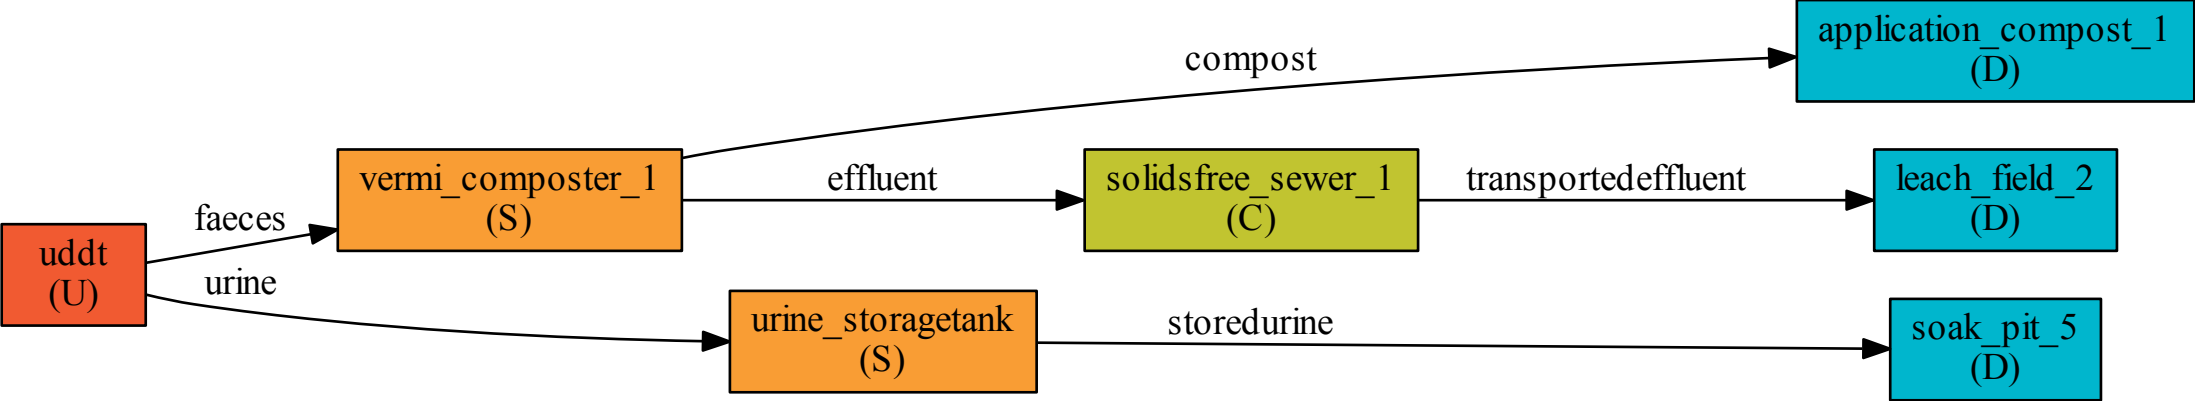 application_compost_1
(D)
compost
vermi_composter_1
(S)
effluent
solidsfree_sewer_1
(C)
transportedeffluent
leach_field_2
(D)
faeces
uddt
(U)
urine
urine_storagetank
(S)
storedurine
soak_pit_5
(D)